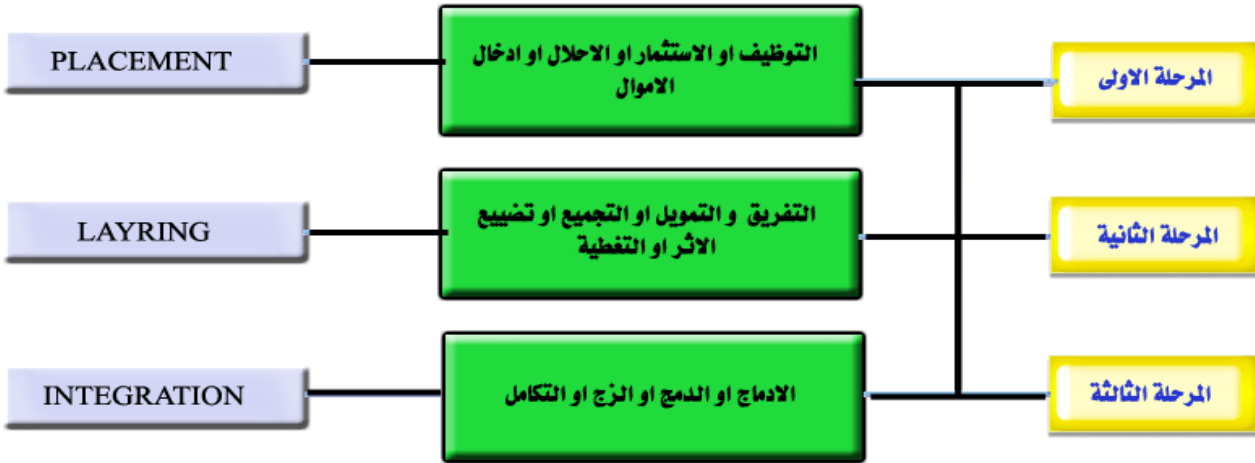 المرحلة الاولى
التوظيف او الاستثمار او الاحلال او ادخال
الاموال
PLACEMENT
المرحلة الثانية
التفريق و التمويل او التجميع او تضييع
الاثر او التغطية
LAYRING
المرحلة الثالثة
الادماج او الدمج او الزج او التكامل
INTEGRATION